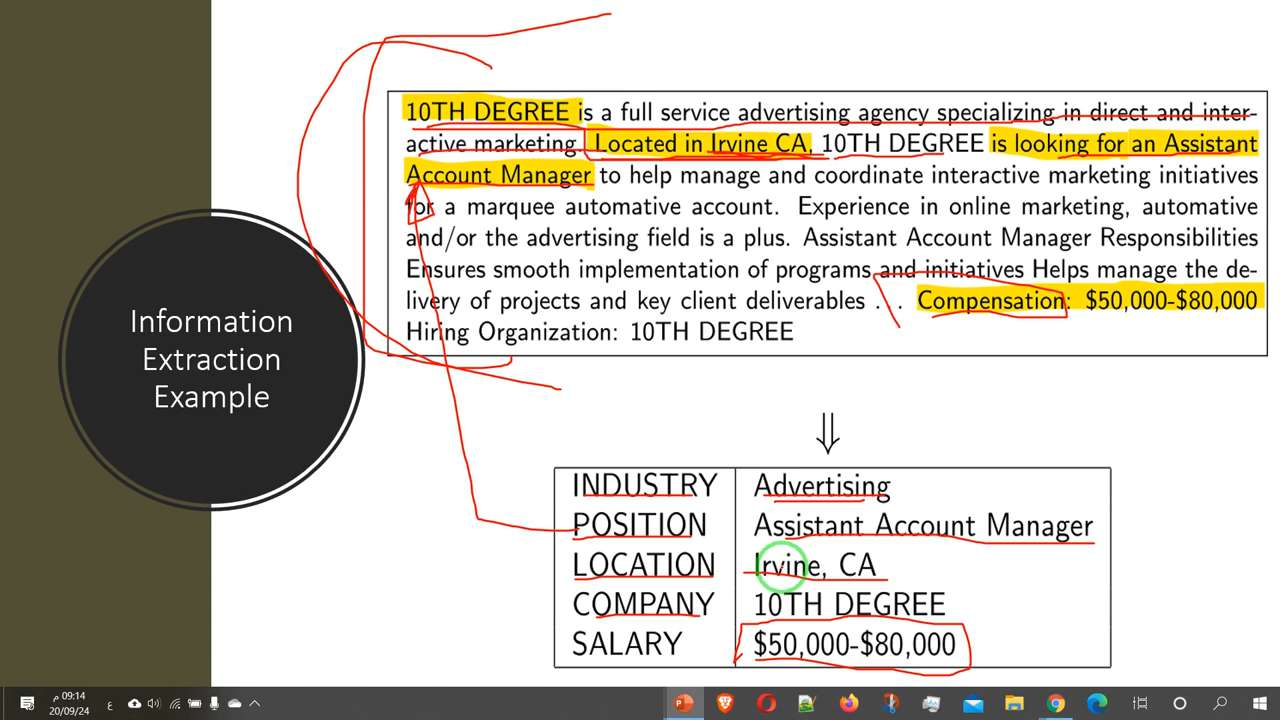 Information
Extraction
Example
10TH DEGREE is a full service advertising agency specializing in direct and inter-
active marketing. Located in Irvine CA, 10TH DEGREE is looking for an Assistant
Account Manager to help manage and coordinate interactive marketing initiatives
for a marquee automative account. Experience in online marketing, automative
and/or the advertising field is a plus. Assistant Account Manager Responsibilities
Ensures smooth implementation of programs and initiatives Helps manage the de-
livery of projects and key client deliverables . . . Compensation: $50,000-$80,000
Hiring Organization: 10TH DEGREE
⇓
INDUSTRY Advertising
POSITION Assistant Account Manager
LOCATION Irvine, CA
COMPANY 10TH DEGREE
SALARY $50,000-$80,000
09:14 م
20/09/24
ع